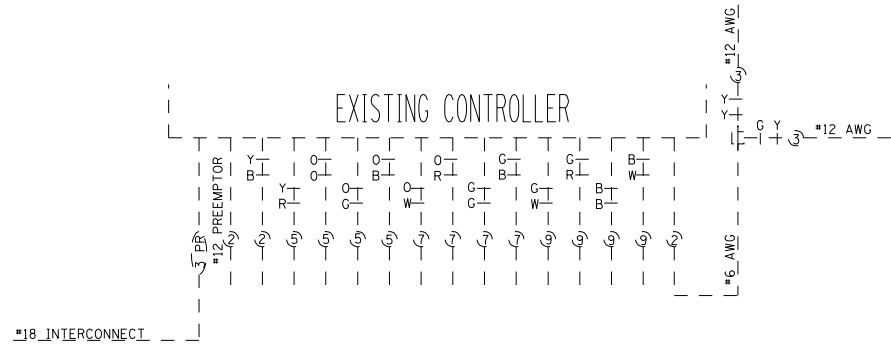 #12 AWG
3
EXISTING CONTROLLER
Y
Y
G Y 3 #12 AWG
Y O O O G G B
B O B R B R W
Y O O G G B
R G W G W B
#12 PREEMPTOR
3 PR
2 2 5 5 5 5 7 7 7 7 9 9 9 9 2
#6 AWG
#18 INTERCONNECT